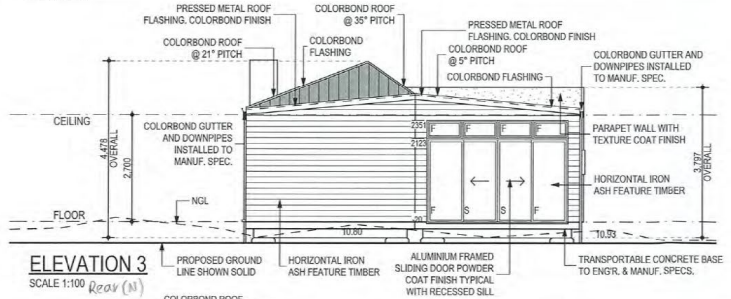 PRESSED METAL ROOF
FLASHING. COLORBOND FINISH
COLORBOND ROOF
@ 35° PITCH
PRESSED METAL ROOF
FLASHING. COLORBOND FINISH
COLORBOND ROOF
@ 21° PITCH
COLORBOND
FLASHING
COLORBOND ROOF
@ 5° PITCH
COLORBOND FLASHING
COLORBOND GUTTER AND
DOWNPIPES INSTALLED
TO MANUF. SPEC.
CEILING
4,478
OVERALL
2,700
COLORBOND GUTTER
AND DOWNPIPES
INSTALLED TO
MANUF. SPEC.
2351
2123
F F F F
F S S F
-20
PARAPET WALL WITH
TEXTURE COAT FINISH
3,797
OVERALL
HORIZONTAL IRON
ASH FEATURE TIMBER
NGL
FLOOR
10.80
10.93
ELEVATION 3
SCALE 1:100 Rear (N)
PROPOSED GROUND
LINE SHOWN SOLID
HORIZONTAL IRON
ASH FEATURE TIMBER
ALUMINIUM FRAMED
SLIDING DOOR POWDER
COAT FINISH TYPICAL
WITH RECESSED SILL
TRANSPORTABLE CONCRETE BASE
TO ENG'R. & MANUF. SPECS.
COLORBOND ROOF